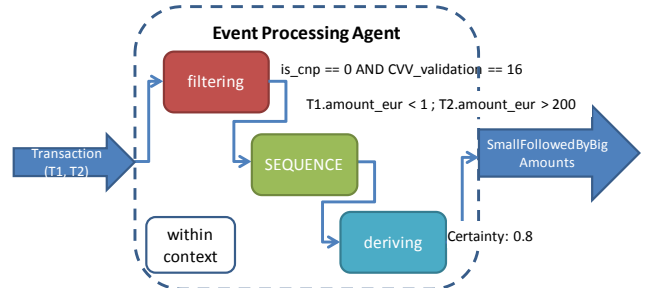 Event Processing Agent
filtering
is_cnp == 0 AND CVV_validation == 16
T1.amount_eur < 1 ; T2.amount_eur > 200
Transaction
(T1, T2)
SEQUENCE
SmallFollowedByBig
Amounts
within
context
deriving
Certainty: 0.8